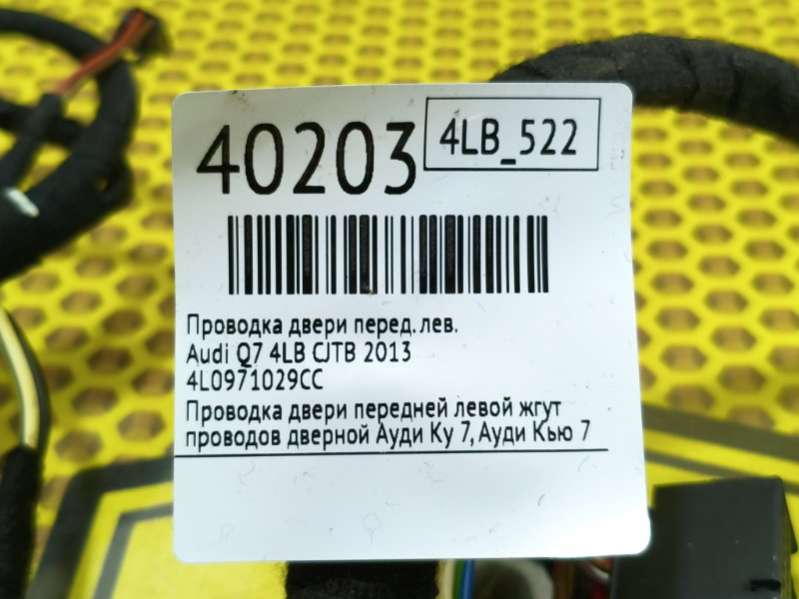 40203
4LB_522
Проводка двери перед. лев.
Audi Q7 4LB CJTB 2013
4L0971029CC
Проводка двери передней левой жгут
проводов дверной Ауди Ку 7, Ауди Кью 7